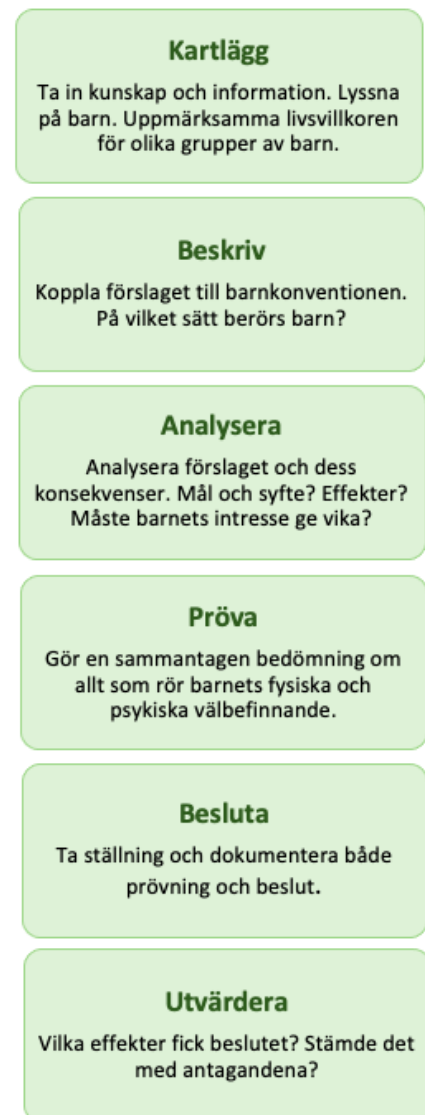 Kartlägg
Ta in kunskap och information. Lyssna
på barn. Uppmärksamma livsvillkoren
för olika grupper av barn.
Beskriv
Koppla förslaget till barnkonventionen.
På vilket sätt berörs barn?
Analysera
Analysera förslaget och dess
konsekvenser. Mål och syfte? Effekter?
Måste barnets intresse ge vika?
Pröva
Gör en sammantagen bedömning om
allt som rör barnets fysiska och
psykiska välbefinnande.
Besluta
Ta ställning och dokumentera både
prövning och beslut.
Utvärdera
Vilka effekter fick beslutet? Stämde det
med antagandena?